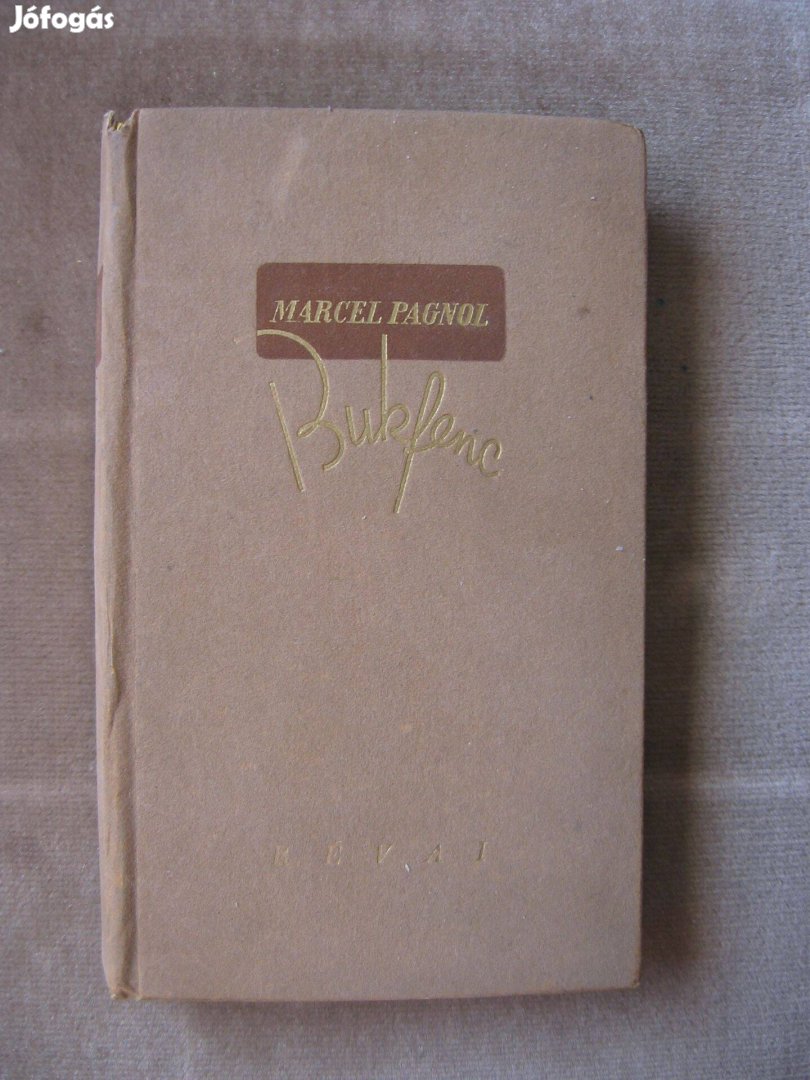 Jófogás
MARCEL PAGNOL
Bukfenc
RÉVAI